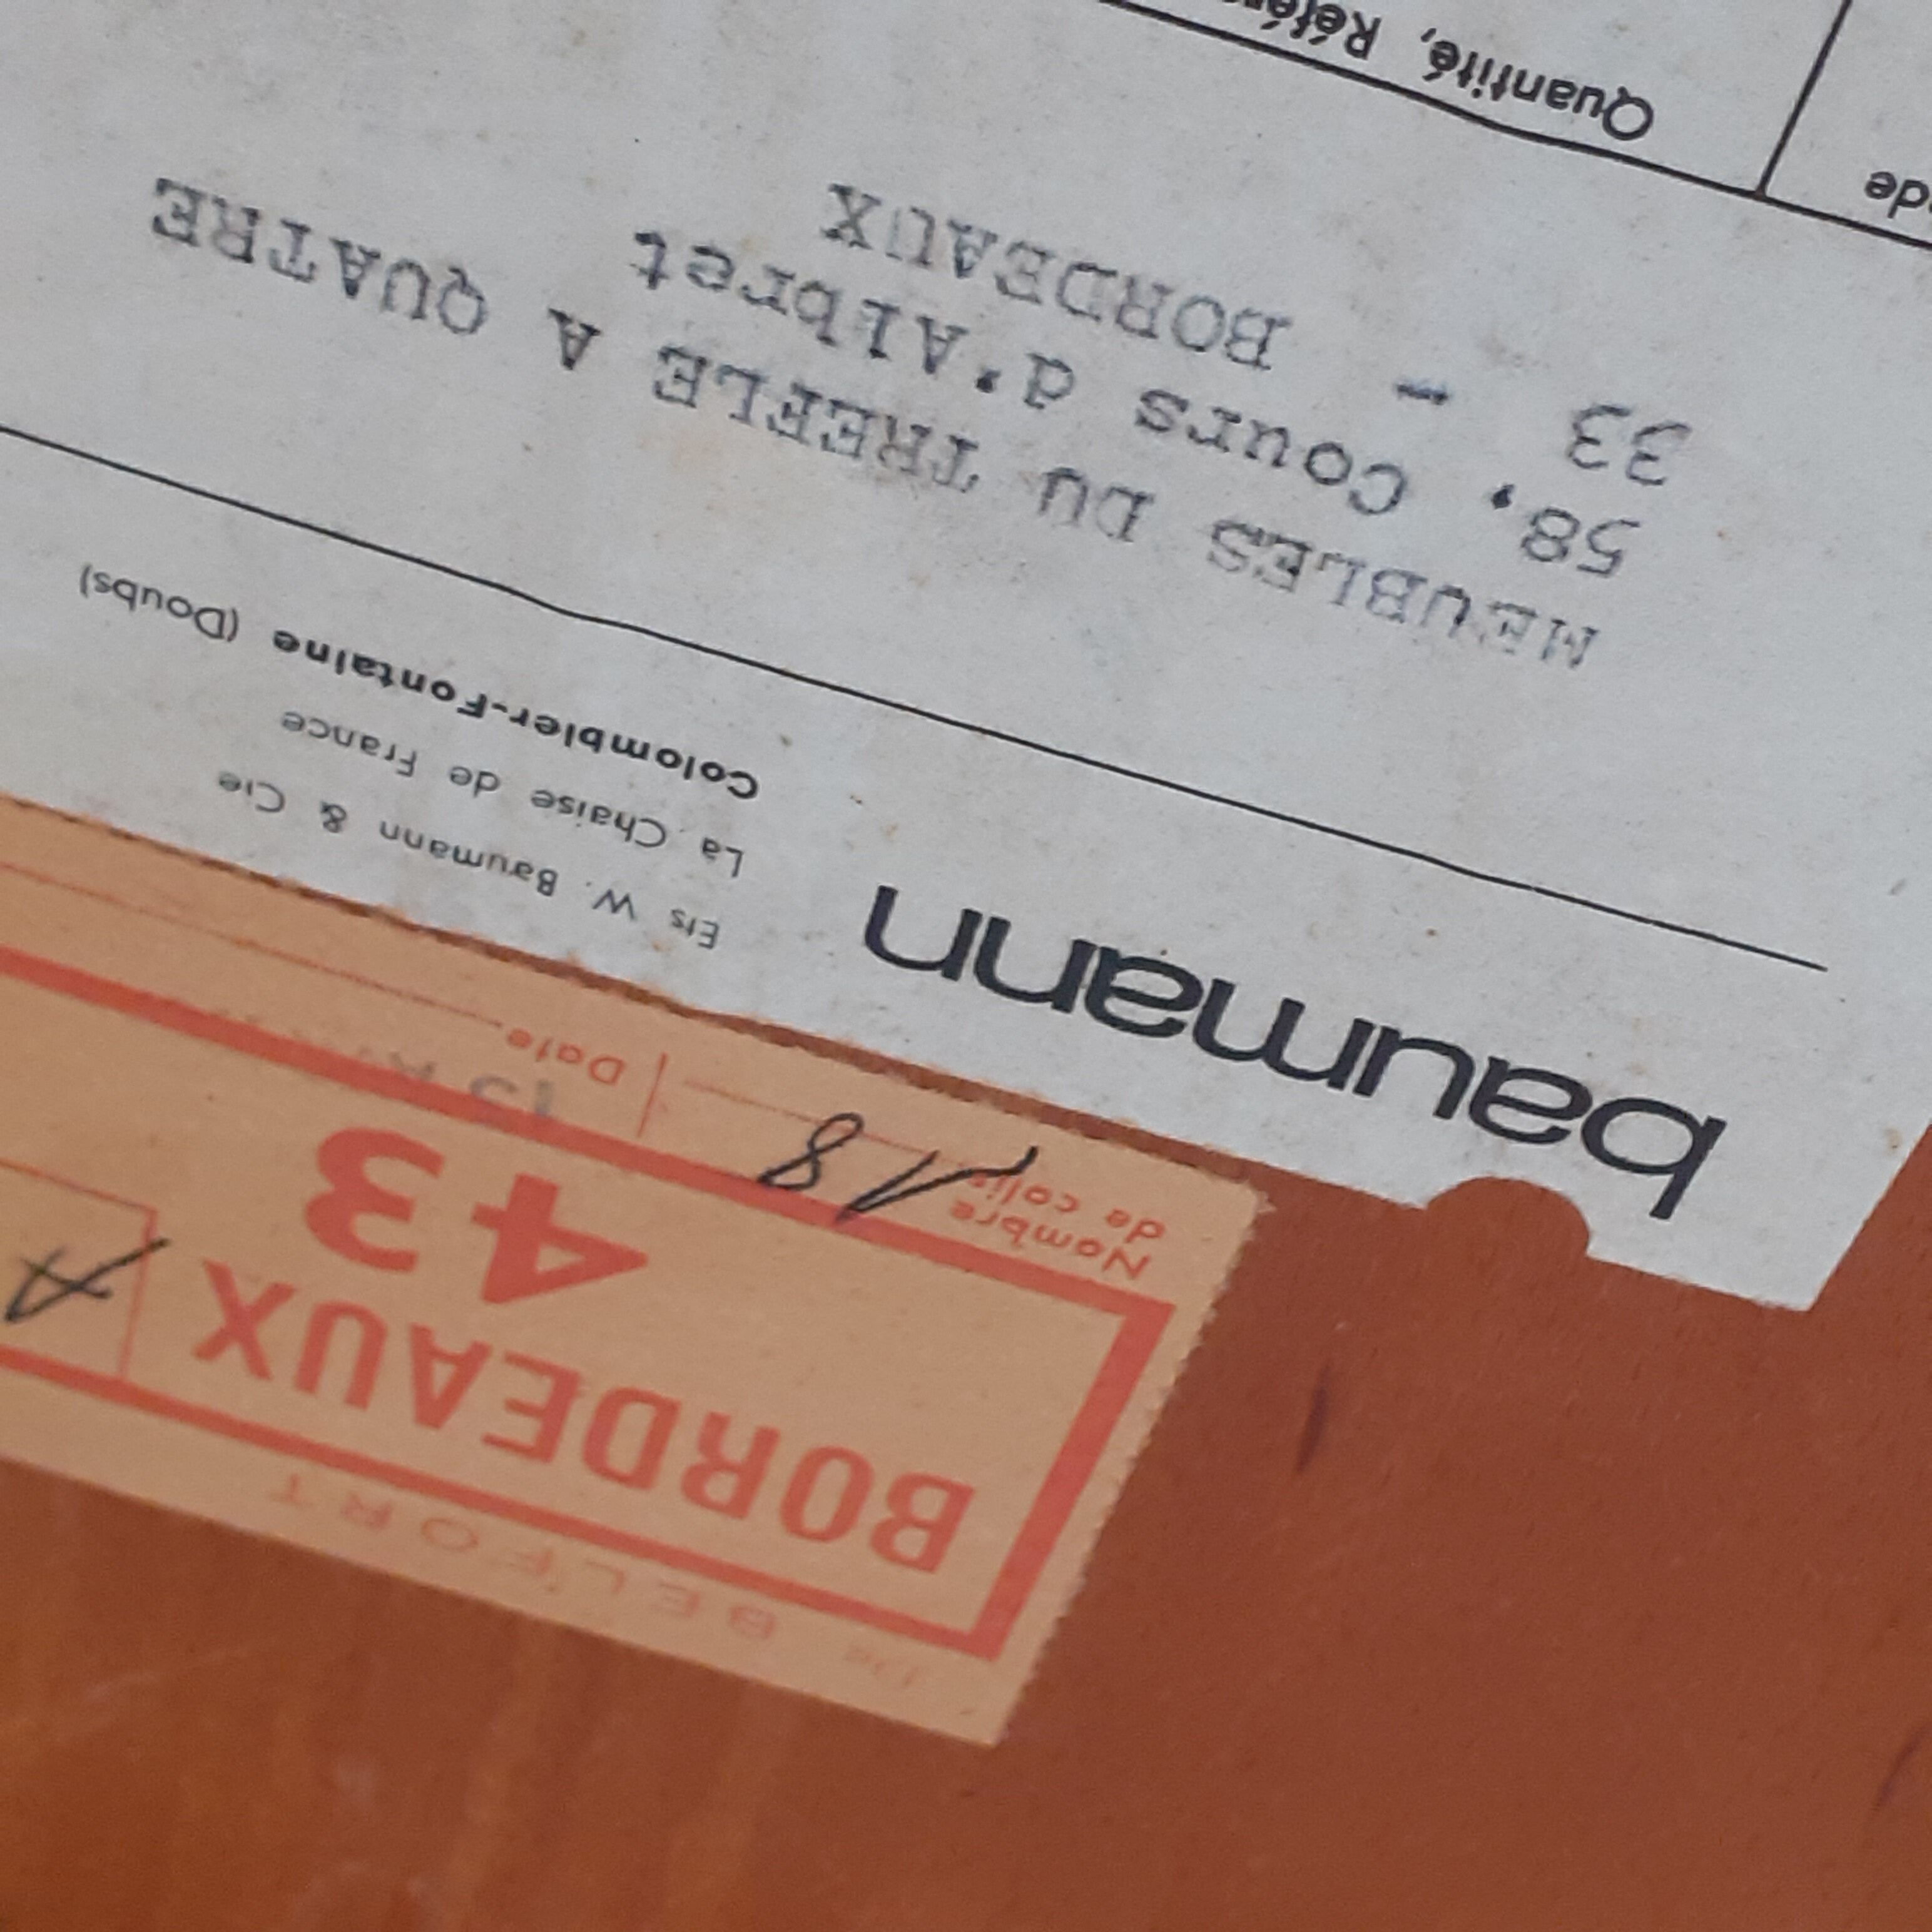 De BELFORT
BORDEAUX
43
A
Nombre
de colis
18
Date
baumann
Ets W. Baumann & Cie
La Chaise de France
Colombier-Fontaine (Doubs)
MEUBLES DU TREFLE A QUATRE
58, Cours d'Albret
33 - BORDEAUX
de
Quantité,